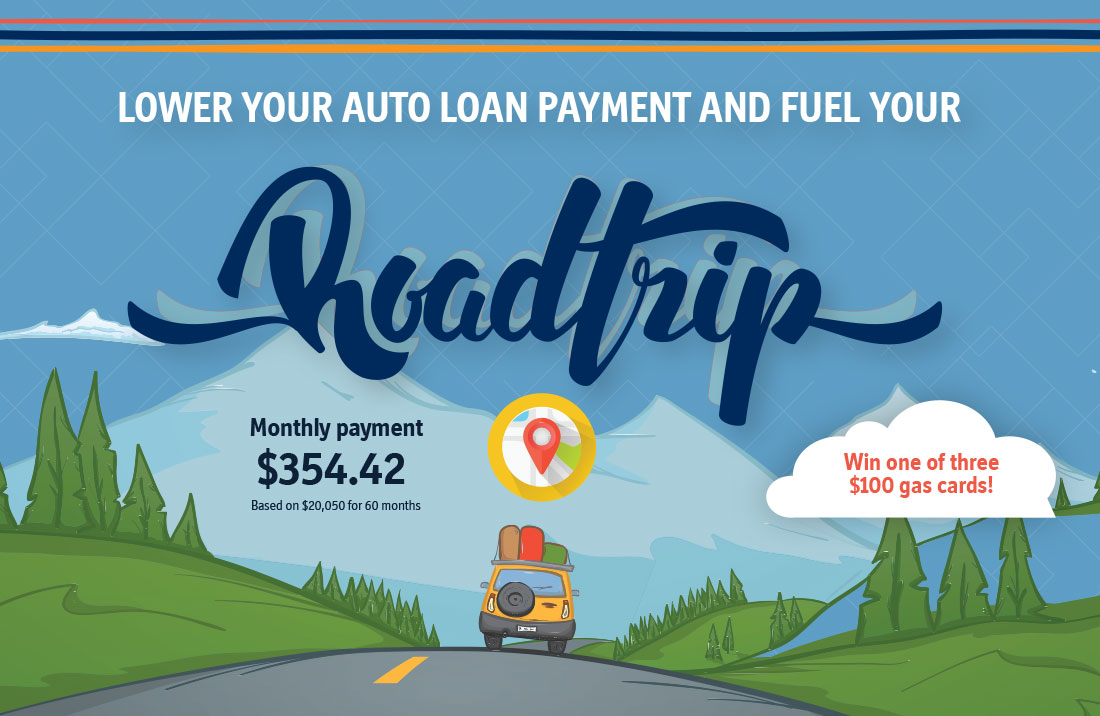 LOWER YOUR AUTO LOAN PAYMENT AND FUEL YOUR
Roadtrip
Monthly payment
$354.42
Based on $20,050 for 60 months
Win one of three
$100 gas cards!